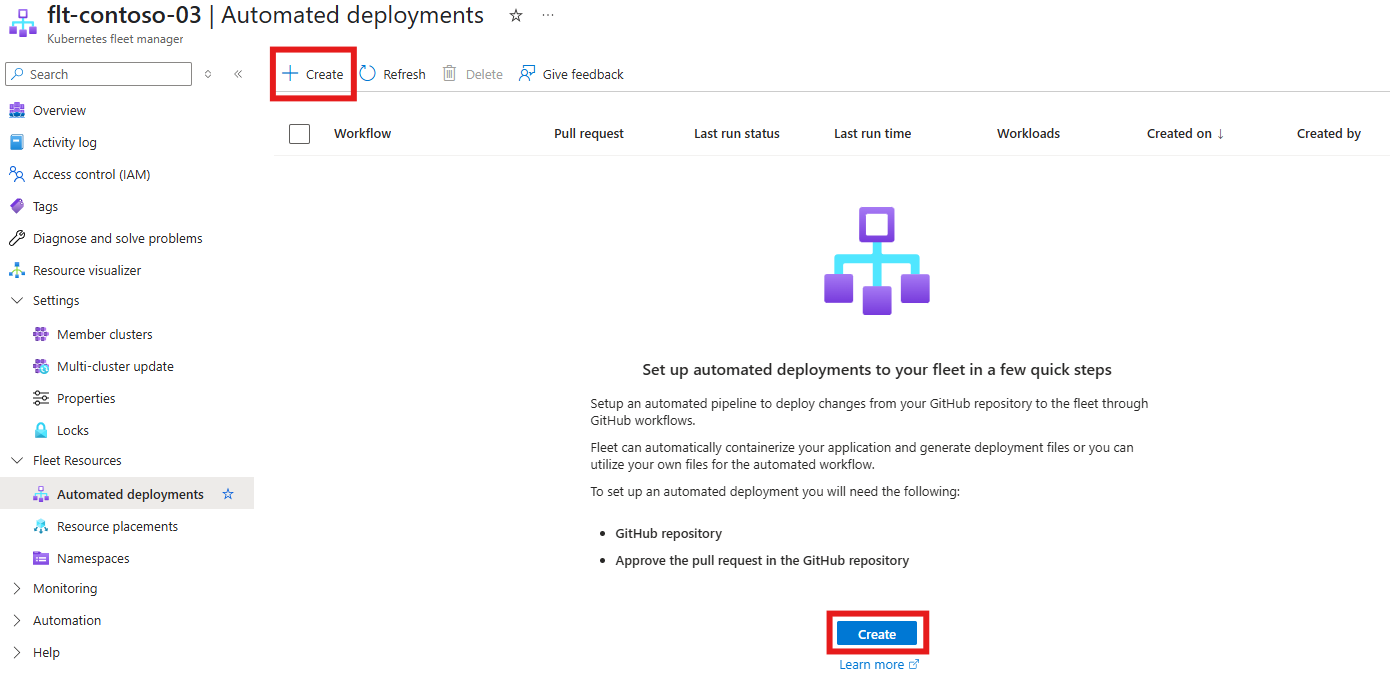 flt-contoso-03 | Automated deployments
Kubernetes fleet manager
Search
Overview
Activity log
Access control (IAM)
Tags
Diagnose and solve problems
Resource visualizer
Settings
Member clusters
Multi-cluster update
Properties
Locks
Fleet Resources
Automated deployments
Resource placements
Namespaces
Monitoring
Automation
Help
Create Refresh Delete Give feedback
Workflow Pull request Last run status Last run time Workloads Created on ↓ Created by
Set up automated deployments to your fleet in a few quick steps
Setup an automated pipeline to deploy changes from your GitHub repository to the fleet through
GitHub workflows.
Fleet can automatically containerize your application and generate deployment files or you can
utilize your own files for the automated workflow.
To set up an automated deployment you will need the following:
• GitHub repository
• Approve the pull request in the GitHub repository
Create
Learn more